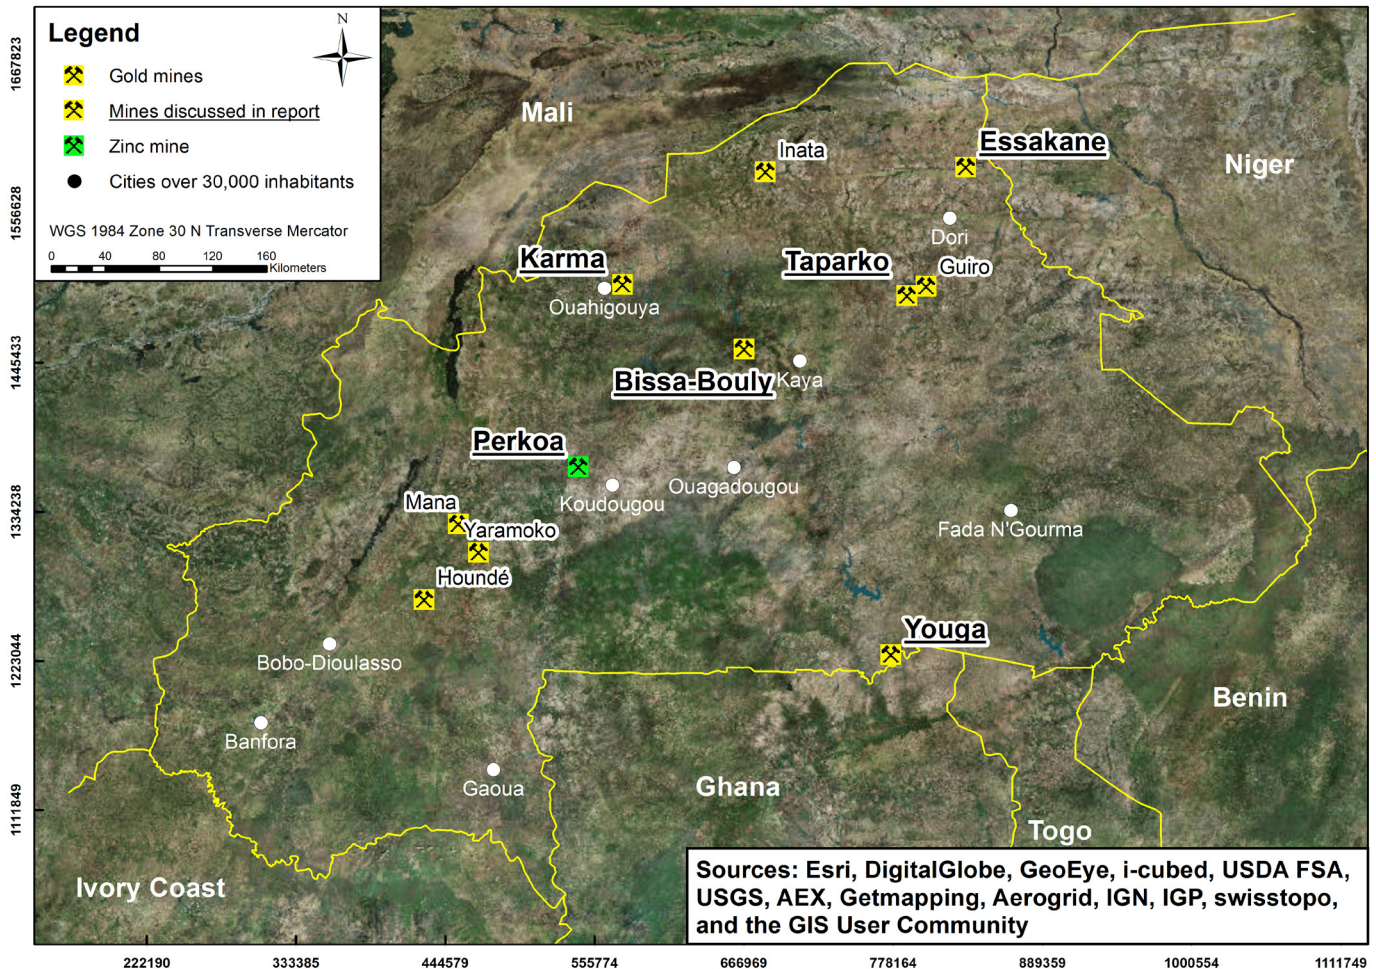 Legend
N
Gold mines
Mines discussed in report
Zinc mine
Cities over 30,000 inhabitants
WGS 1984 Zone 30 N Transverse Mercator
0 40 80 120 160
Kilometers
Mali
Niger
Inata
Essakane
Dori
Karma
Taparko
Guiro
Ouahigouya
Bissa-Bouly
Kaya
Perkoa
Koudougou
Ouagadougou
Mana
Yaramoko
Fada N'Gourma
Houndé
Youga
Bobo-Dioulasso
Benin
Banfora
Gaoua
Ghana
Togo
Ivory Coast
Sources: Esri, DigitalGlobe, GeoEye, i-cubed, USDA FSA,
USGS, AEX, Getmapping, Aerogrid, IGN, IGP, swisstopo,
and the GIS User Community
1667823
1556628
1445433
1334238
1223044
1111849
222190 333385 444579 555774 666969 778164 889359 1000554 1111749